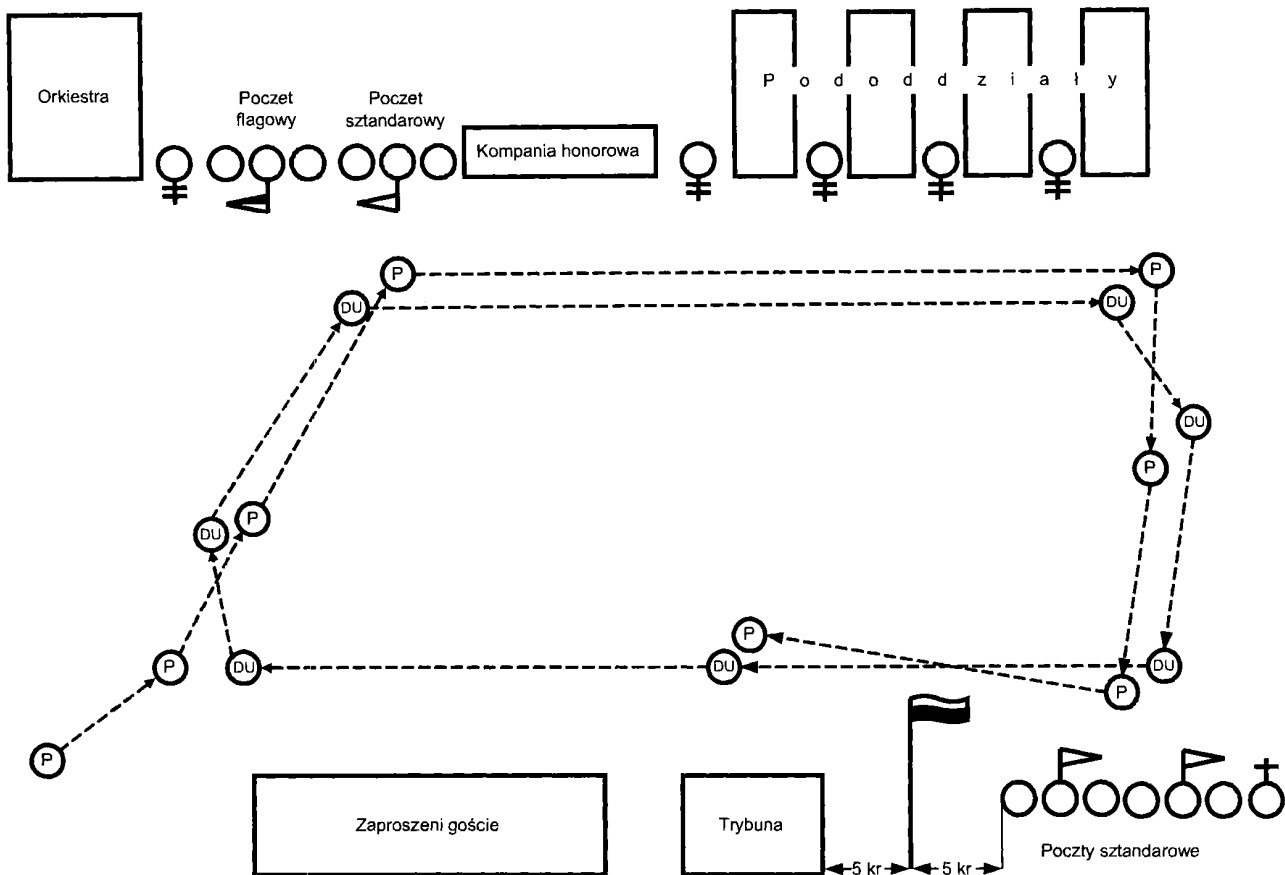 Orkiestra
Poczet
flagowy
Poczet
sztandarowy
Kompania honorowa
P o d o d d z i a ł y
P
P
DU
DU
DU
P
P
DU
P
P
DU
DU
DU
P
P
Zaproszeni goście
Trybuna
5 kr
5 kr
Poczty sztandarowe